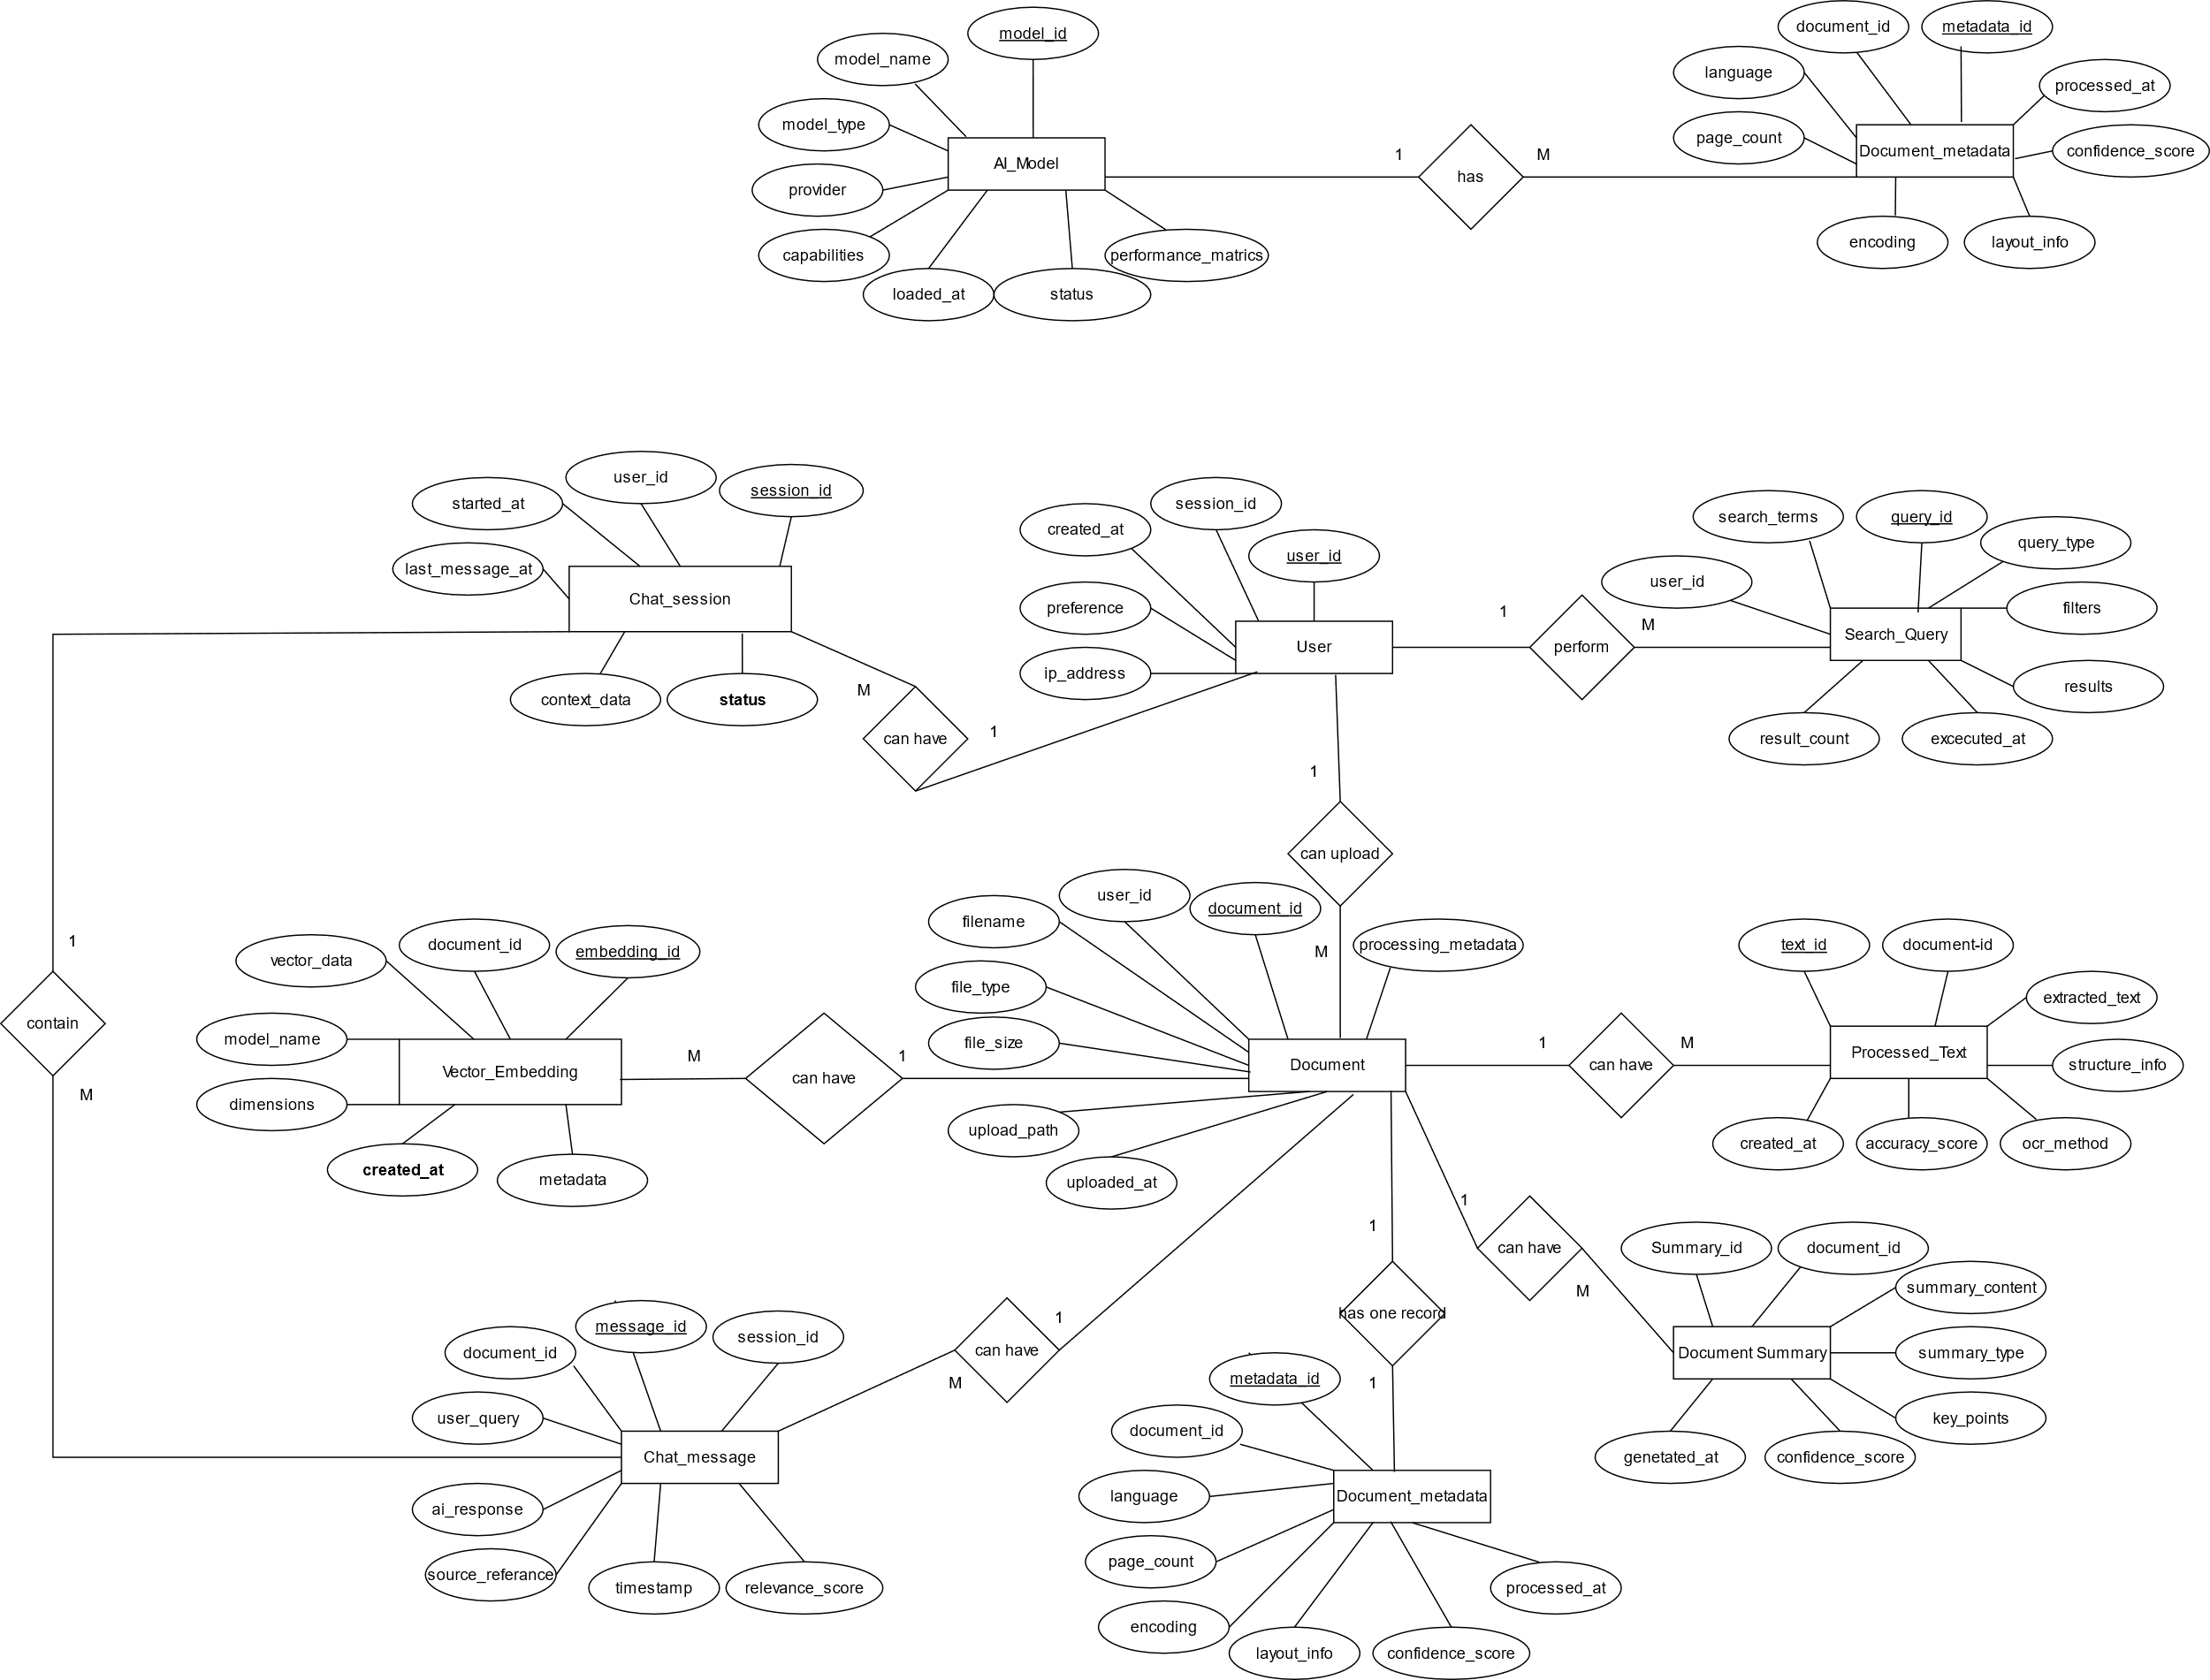 model_id
model_name
model_type
provider
capabilities
loaded_at
status
performance_matrics
AI_Model
1
has
M
document_id
metadata_id
language
processed_at
page_count
confidence_score
Document_metadata
encoding
layout_info
user_id
session_id
started_at
last_message_at
Chat_session
context_data
status
M
can have
1
session_id
created_at
user_id
preference
ip_address
User
1
perform
M
search_terms
query_id
query_type
user_id
filters
Search_Query
results
result_count
excecuted_at
1
can upload
M
1
contain
M
vector_data
document_id
embedding_id
model_name
dimensions
Vector_Embedding
created_at
metadata
M
can have
1
user_id
document_id
filename
processing_metadata
file_type
file_size
Document
upload_path
uploaded_at
1
can have
M
text_id
document-id
extracted_text
Processed_Text
structure_info
created_at
accuracy_score
ocr_method
1
can have
M
Summary_id
document_id
summary_content
Document Summary
summary_type
key_points
genetated_at
confidence_score
1
has one record
1
1
can have
M
message_id
session_id
document_id
user_query
Chat_message
ai_response
source_referance
timestamp
relevance_score
metadata_id
document_id
language
Document_metadata
page_count
processed_at
encoding
layout_info
confidence_score